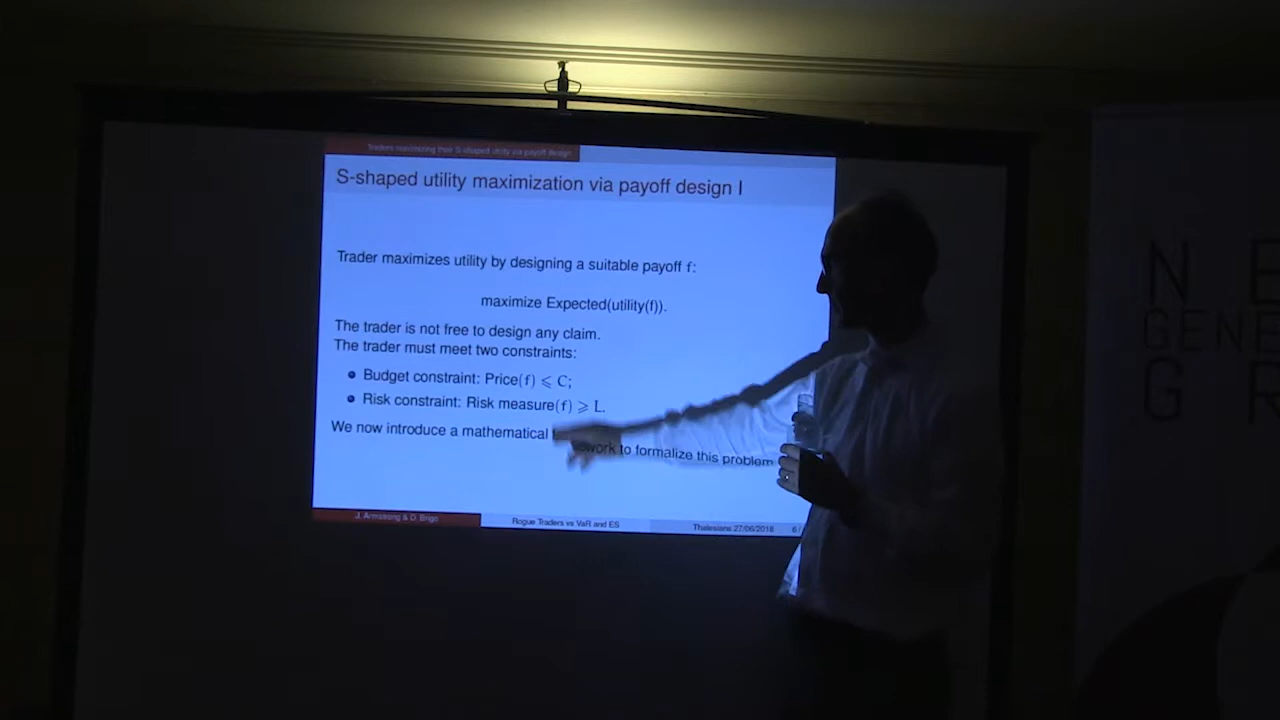 Traders maximizing their S-shaped utility via payoff design
S-shaped utility maximization via payoff design I
Trader maximizes utility by designing a suitable payoff f:
maximize Expected(utility(f)).
The trader is not free to design any claim.
The trader must meet two constraints:
Budget constraint: Price(f) ⩽ C;
Risk constraint: Risk measure(f) ⩾ L.
We now introduce a mathematical to formalize this problem
J. Armstrong & D. Brigo
Rogue Traders vs VaR and ES
Thalesians 27/06/2018
6/
N E
GENE
G R